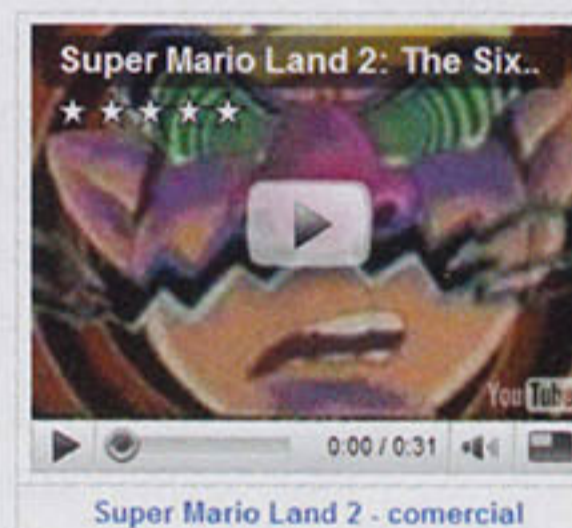 Super Mario Land 2: The Six..
★ ★ ★ ★ ★
YouTube
0:00 / 0:31
Super Mario Land 2 - comercial